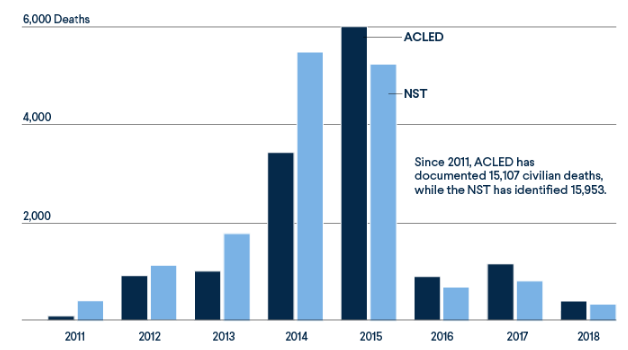 6,000 Deaths
ACLED
NST
4,000
Since 2011, ACLED has
documented 15,107 civilian deaths,
while the NST has identified 15,953.
2,000
2011 2012 2013 2014 2015 2016 2017 2018